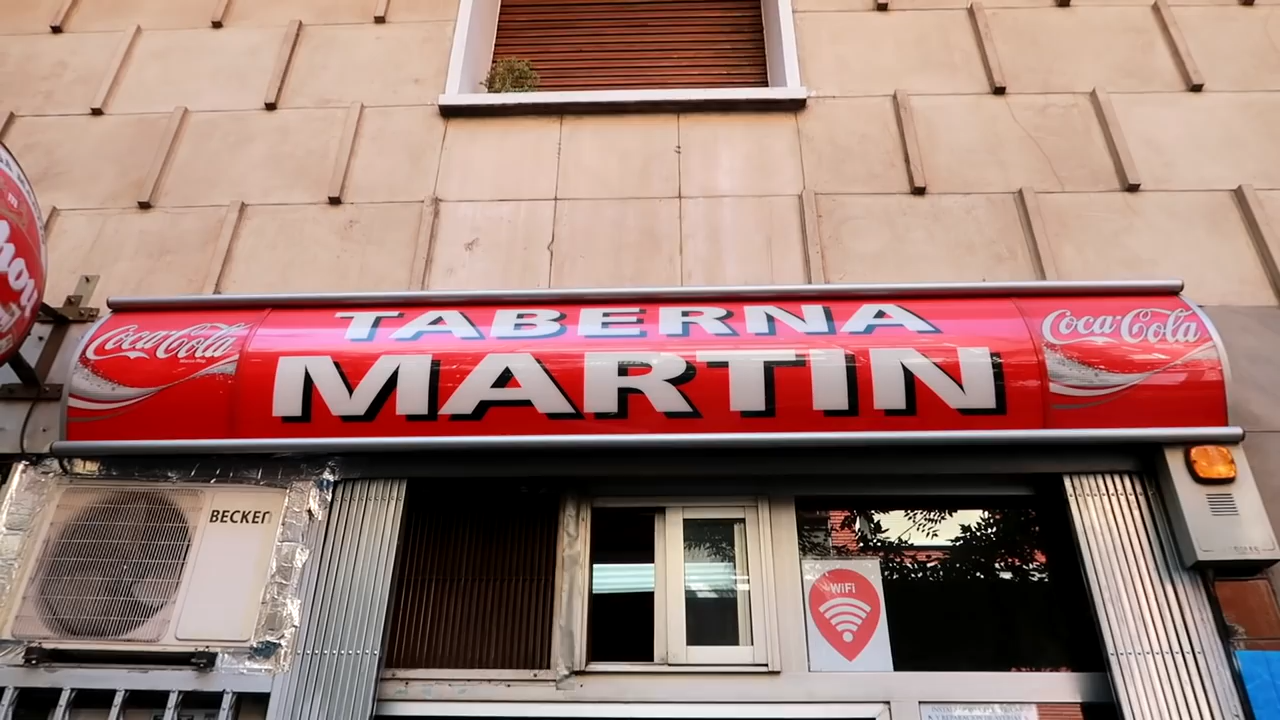 TABERNA
MARTIN
Coca-Cola
Coca-Cola
BECKEN
WiFi